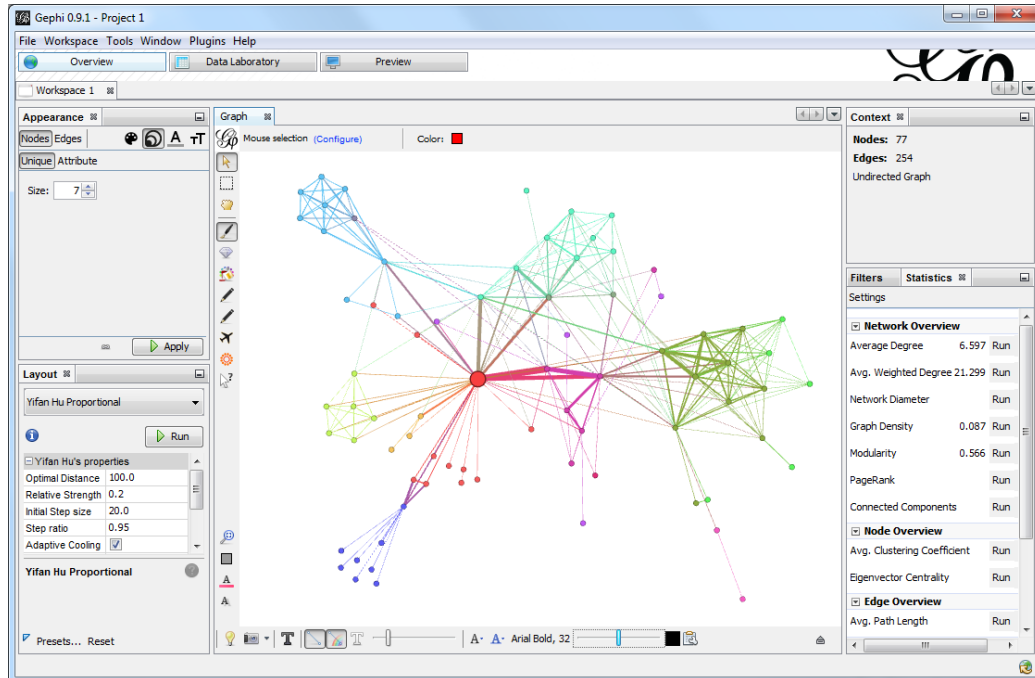 Gephi 0.9.1 - Project 1
File Workspace Tools Window Plugins Help
Overview Data Laboratory Preview
Workspace 1
Appearance
Nodes Edges
Unique Attribute
Size: 7
Apply
Layout
Yifan Hu Proportional
Run
Yifan Hu's properties
Optimal Distance 100.0
Relative Strength 0.2
Initial Step size 20.0
Step ratio 0.95
Adaptive Cooling
Yifan Hu Proportional
Presets... Reset
Graph
Mouse selection (Configure) Color:
Arial Bold, 32
Context
Nodes: 77
Edges: 254
Undirected Graph
Filters Statistics
Settings
Network Overview
Average Degree 6.597 Run
Avg. Weighted Degree 21.299 Run
Network Diameter Run
Graph Density 0.087 Run
Modularity 0.566 Run
PageRank Run
Connected Components Run
Node Overview
Avg. Clustering Coefficient Run
Eigenvector Centrality Run
Edge Overview
Avg. Path Length Run